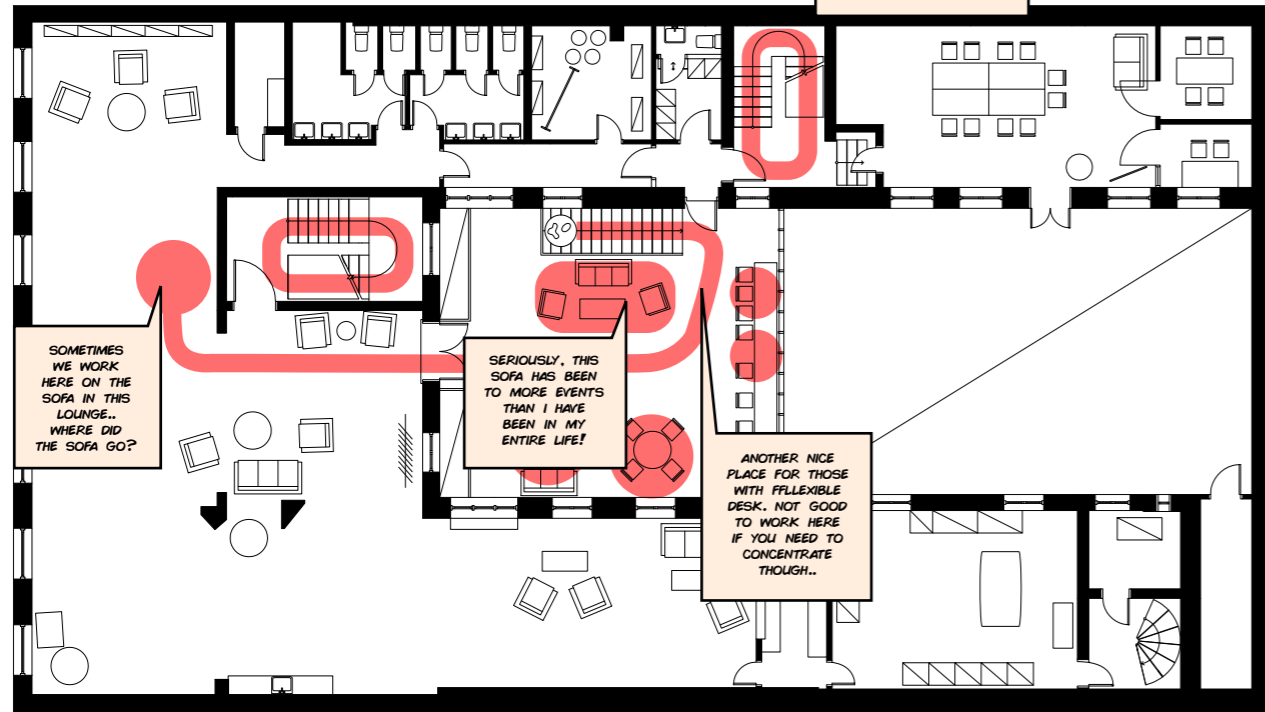 SOMETIMES
WE WORK
HERE ON THE
SOFA IN THIS
LOUNGE..
WHERE DID
THE SOFA GO?
SERIOUSLY, THIS
SOFA HAS BEEN
TO MORE EVENTS
THAN I HAVE
BEEN IN MY
ENTIRE LIFE!
ANOTHER NICE
PLACE FOR THOSE
WITH FFLLEXIBLE
DESK. NOT GOOD
TO WORK HERE
IF YOU NEED TO
CONCENTRATE
THOUGH..